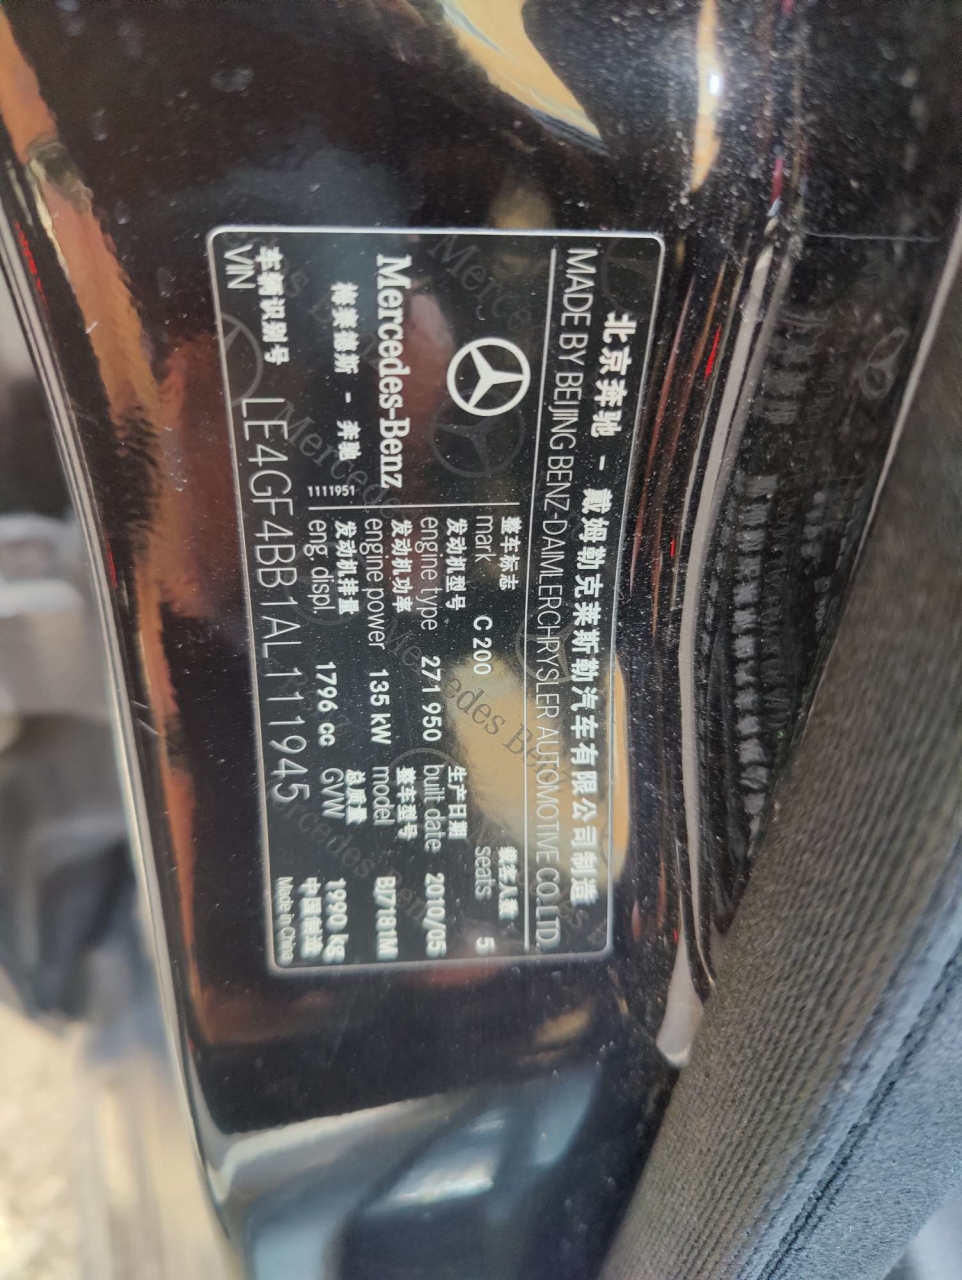 北京奔驰 - 戴姆勒克莱斯勒汽车有限公司制造
MADE BY BEIJING BENZ-DAIMLERCHRYSLER AUTOMOTIVE CO.,LTD.
Mercedes-Benz
梅赛德斯 - 奔驰
1111951
整车标志 载客人数
mark C 200 seats 5
发动机型号 生产日期
engine type 271 950 built date 2010/05
发动机功率 整车型号
engine power 135 kW model BJ7181M
发动机排量 总质量
eng displ 1796 cc GVW 1990 kg
车辆识别号 中国制造
VIN LE4GF4BB1AL111945 Made in China